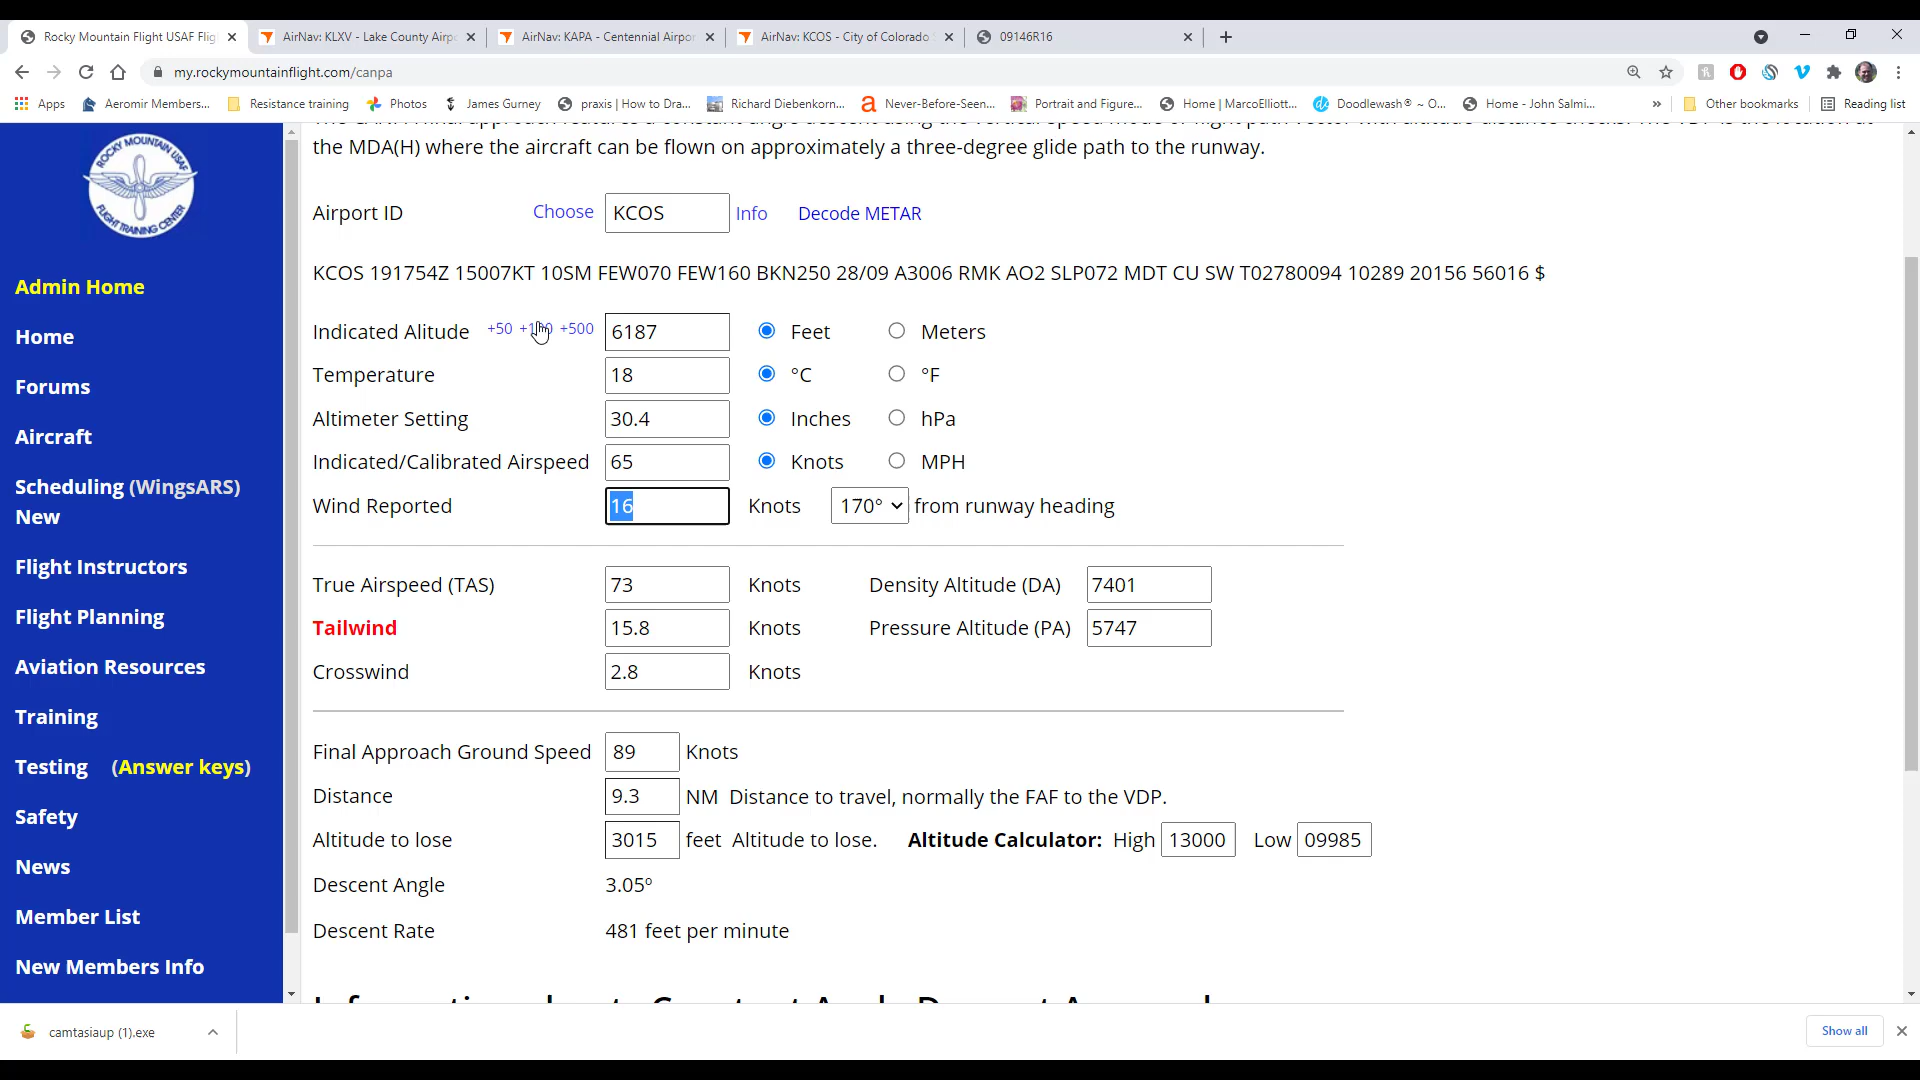 Rocky Mountain Flight USAF Flig
AirNav: KLXV - Lake County Airpo
AirNav: KAPA - Centennial Airpor
AirNav: KCOS - City of Colorado
09146R16
my.rockymountainflight.com/canpa
Apps
Aeromir Members...
Resistance training
Photos
James Gurney
praxis | How to Dra...
Richard Diebenkorn...
Never-Before-Seen...
Portrait and Figure...
Home | MarcoElliott...
Doodlewash® ~ O...
Home - John Salmi...
»
Other bookmarks
Reading list
ROCKY MOUNTAIN USAF
FLIGHT TRAINING CENTER
Admin Home
Home
Forums
Aircraft
Scheduling (WingsARS)
New
Flight Instructors
Flight Planning
Aviation Resources
Training
Testing (Answer keys)
Safety
News
Member List
New Members Info
the MDA(H) where the aircraft can be flown on approximately a three-degree glide path to the runway.
Airport ID Choose KCOS Info Decode METAR
KCOS 191754Z 15007KT 10SM FEW070 FEW160 BKN250 28/09 A3006 RMK AO2 SLP072 MDT CU SW T02780094 10289 20156 56016 $
Indicated Alitude +50 +500 6187 Feet Meters
Temperature 18 °C °F
Altimeter Setting 30.4 Inches hPa
Indicated/Calibrated Airspeed 65 Knots MPH
Wind Reported 16 Knots 170° from runway heading
True Airspeed (TAS) 73 Knots Density Altitude (DA) 7401
Tailwind 15.8 Knots Pressure Altitude (PA) 5747
Crosswind 2.8 Knots
Final Approach Ground Speed 89 Knots
Distance 9.3 NM Distance to travel, normally the FAF to the VDP.
Altitude to lose 3015 feet Altitude to lose. Altitude Calculator: High 13000 Low 09985
Descent Angle 3.05º
Descent Rate 481 feet per minute
camtasiaup (1).exe
Show all